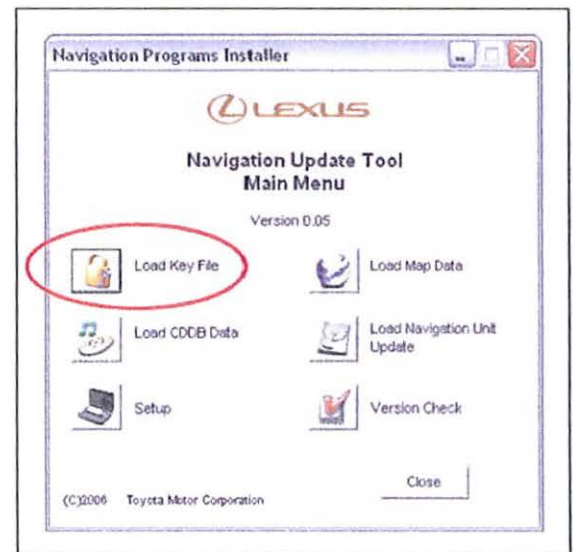 Navigation Programs Installer
LEXUS
Navigation Update Tool
Main Menu
Version 0.05
Load Key File
Load Map Data
Load CDDB Data
Load Navigation Unit
Update
Setup
Version Check
Close
(C)2006 Toyota Motor Corporation